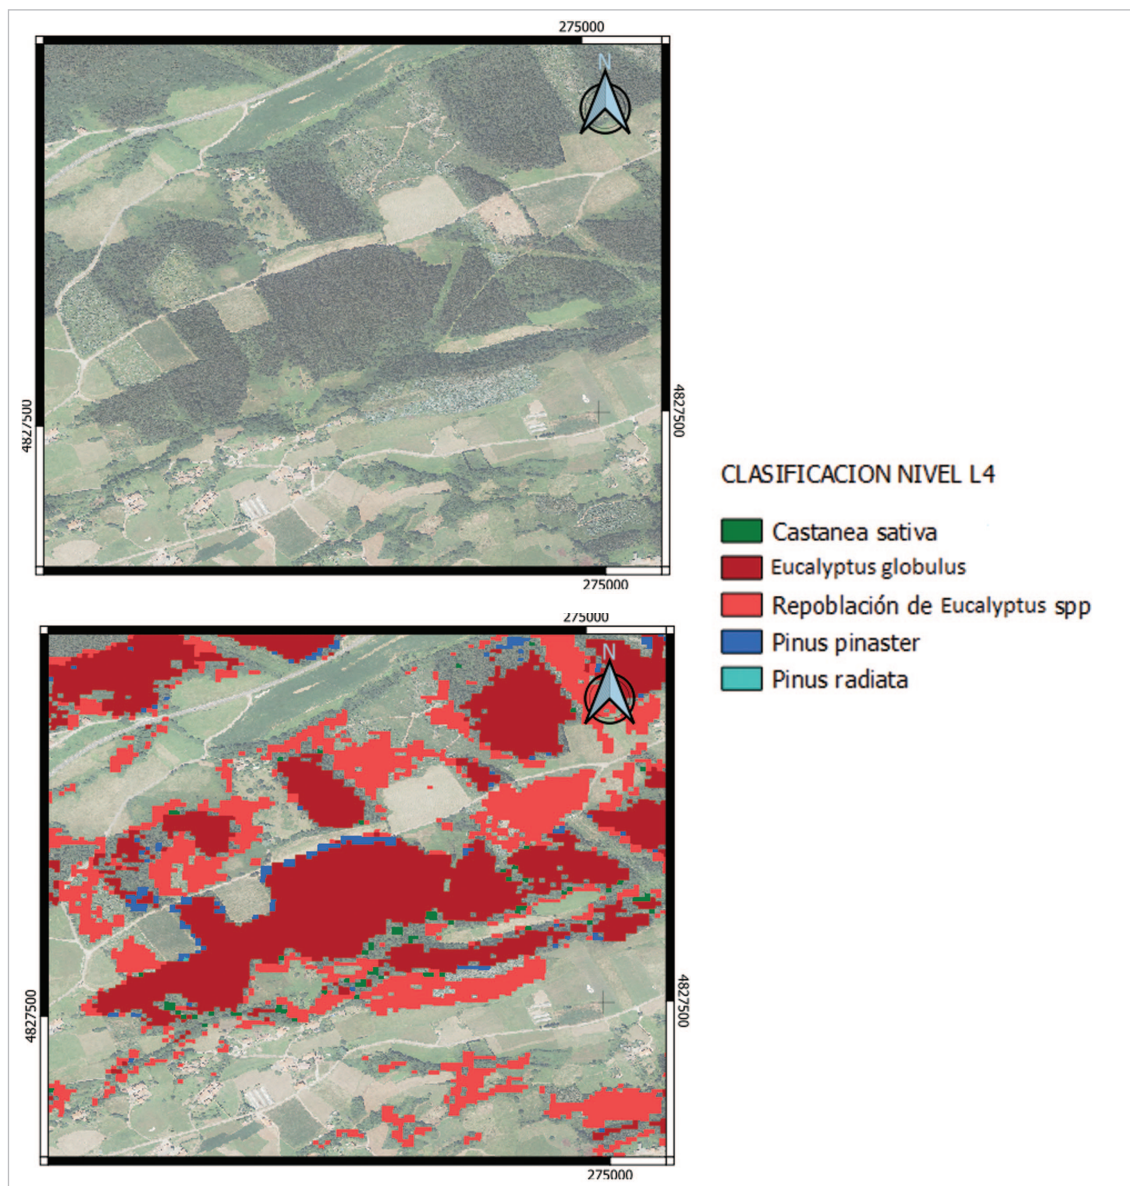 275000
N
4827500
4827500
275000
CLASIFICACION NIVEL L4
Castanea sativa
Eucalyptus globulus
Repoblación de Eucalyptus spp
Pinus pinaster
Pinus radiata
275000
N
4827500
4827500
275000